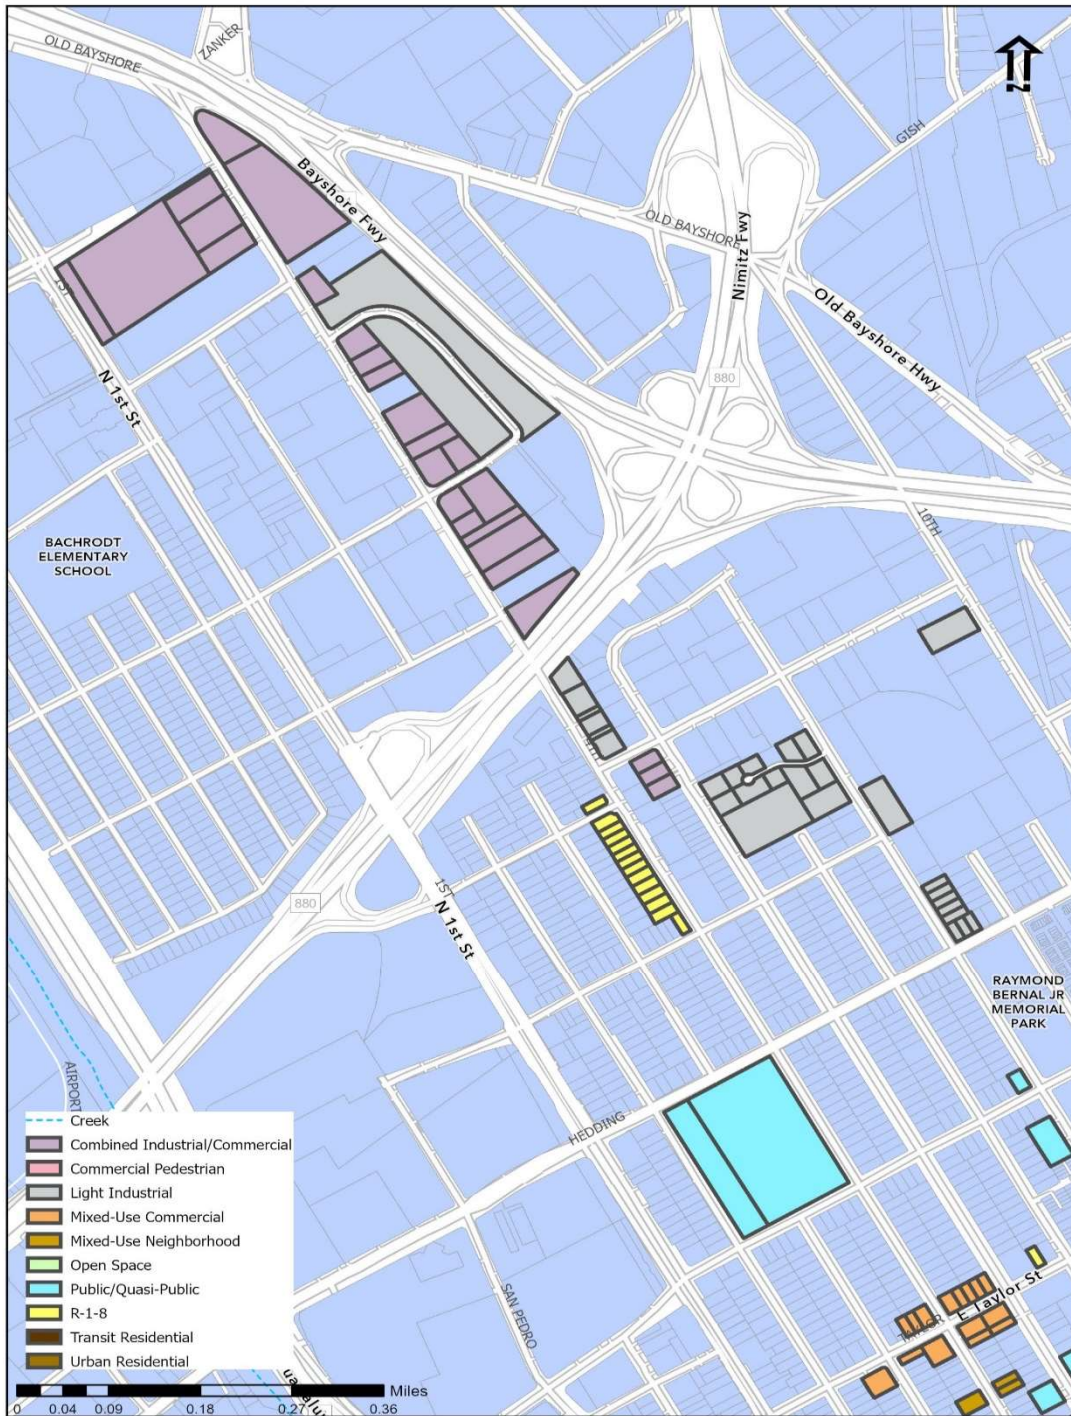 ZANKER
OLD BAYSHORE
N
GISH
Bayshore Fwy
OLD BAYSHORE
Nimitz Fwy
1ST
Old Bayshore Hwy
880
N 1st St
10TH
BACHRODT
ELEMENTARY
SCHOOL
4TH
1ST
880
N 1st St
RAYMOND
BERNAL JR
MEMORIAL
PARK
AIRPORT
HEDDING
SAN PEDRO
E Taylor St
TAYLOR
Creek
Combined Industrial/Commercial
Commercial Pedestrian
Light Industrial
Mixed-Use Commercial
Mixed-Use Neighborhood
Open Space
Public/Quasi-Public
R-1-8
Transit Residential
Urban Residential
Miles
0 0.04 0.09 0.18 0.27 0.36